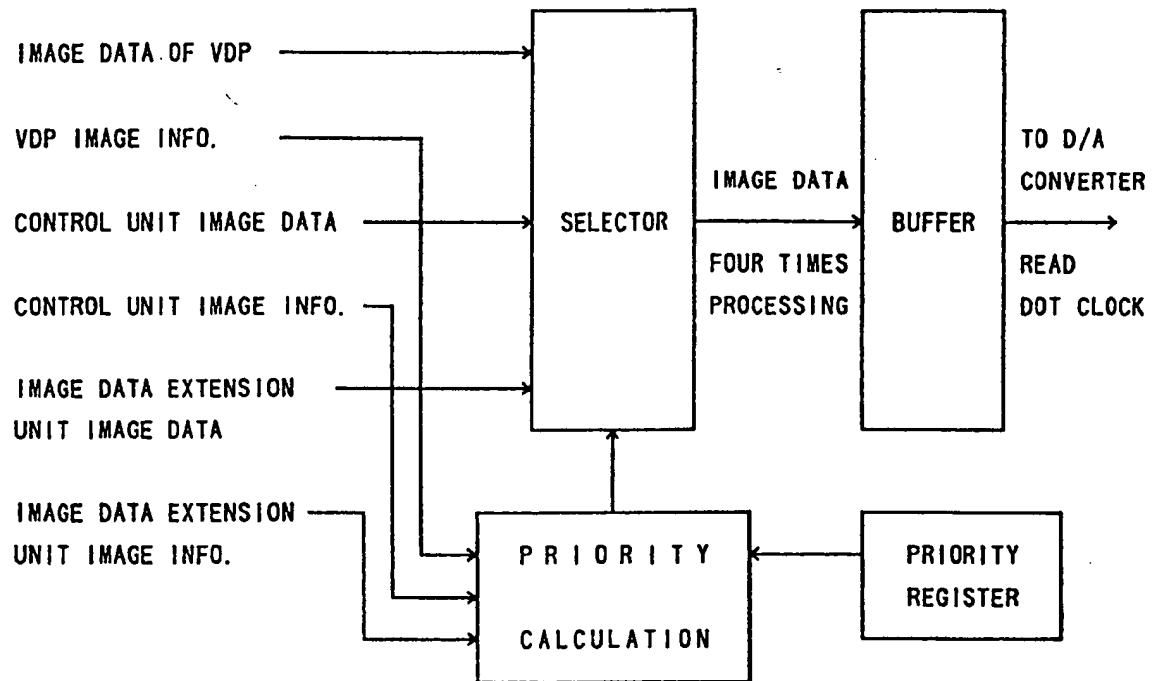 IMAGE DATA OF VDP
VDP IMAGE INFO.
CONTROL UNIT IMAGE DATA
CONTROL UNIT IMAGE INFO.
IMAGE DATA EXTENSION
UNIT IMAGE DATA
IMAGE DATA EXTENSION
UNIT IMAGE INFO.
SELECTOR
IMAGE DATA
FOUR TIMES
PROCESSING
BUFFER
TO D/A
CONVERTER
READ
DOT CLOCK
PRIORITY
CALCULATION
PRIORITY
REGISTER